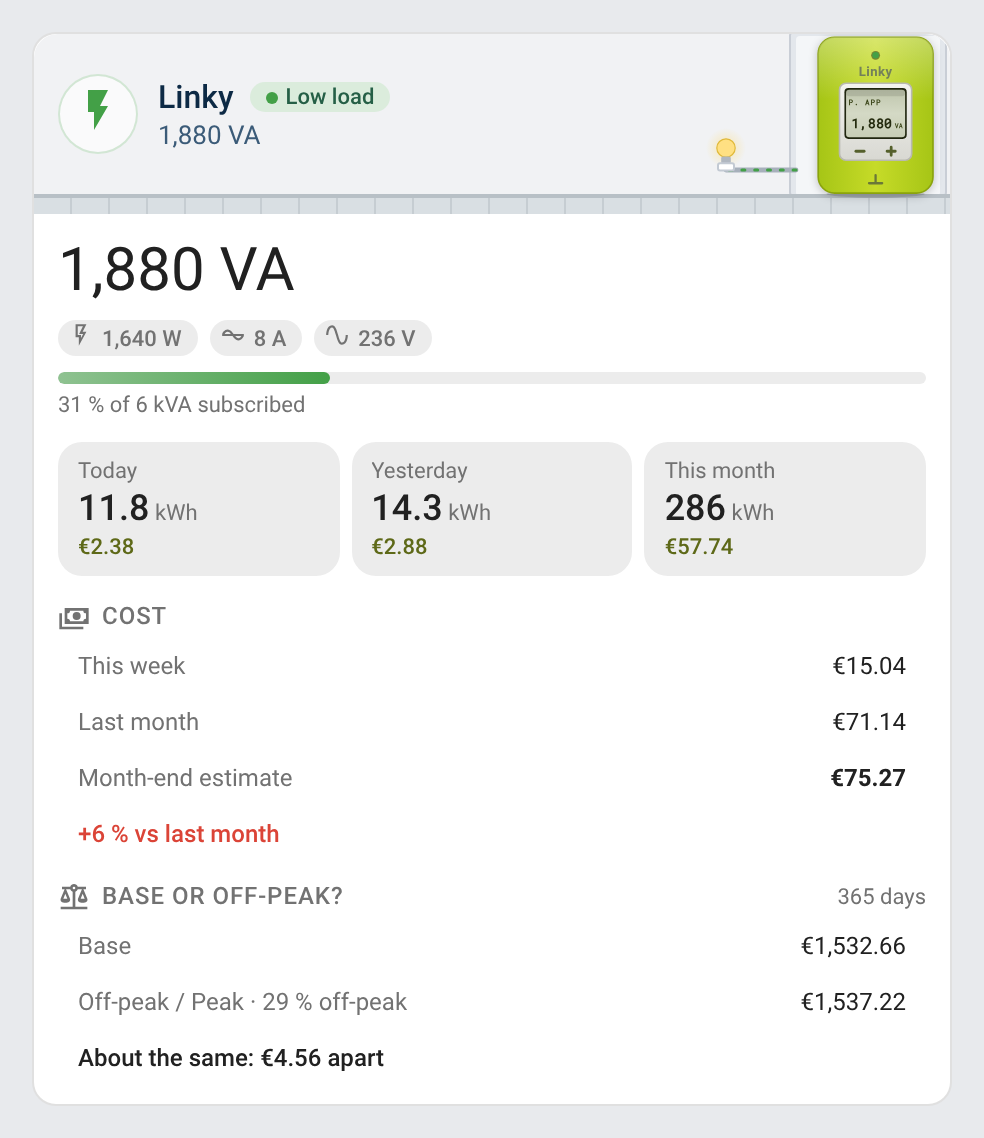 Linky
Low load
1,880 VA
Linky
P. APP
1,880 VA
1,880 VA
1,640 W
8 A
236 V
31 % of 6 kVA subscribed
Today
11.8 kWh
€2.38
Yesterday
14.3 kWh
€2.88
This month
286 kWh
€57.74
COST
This week €15.04
Last month €71.14
Month-end estimate €75.27
+6 % vs last month
BASE OR OFF-PEAK? 365 days
Base €1,532.66
Off-peak / Peak · 29 % off-peak €1,537.22
About the same: €4.56 apart